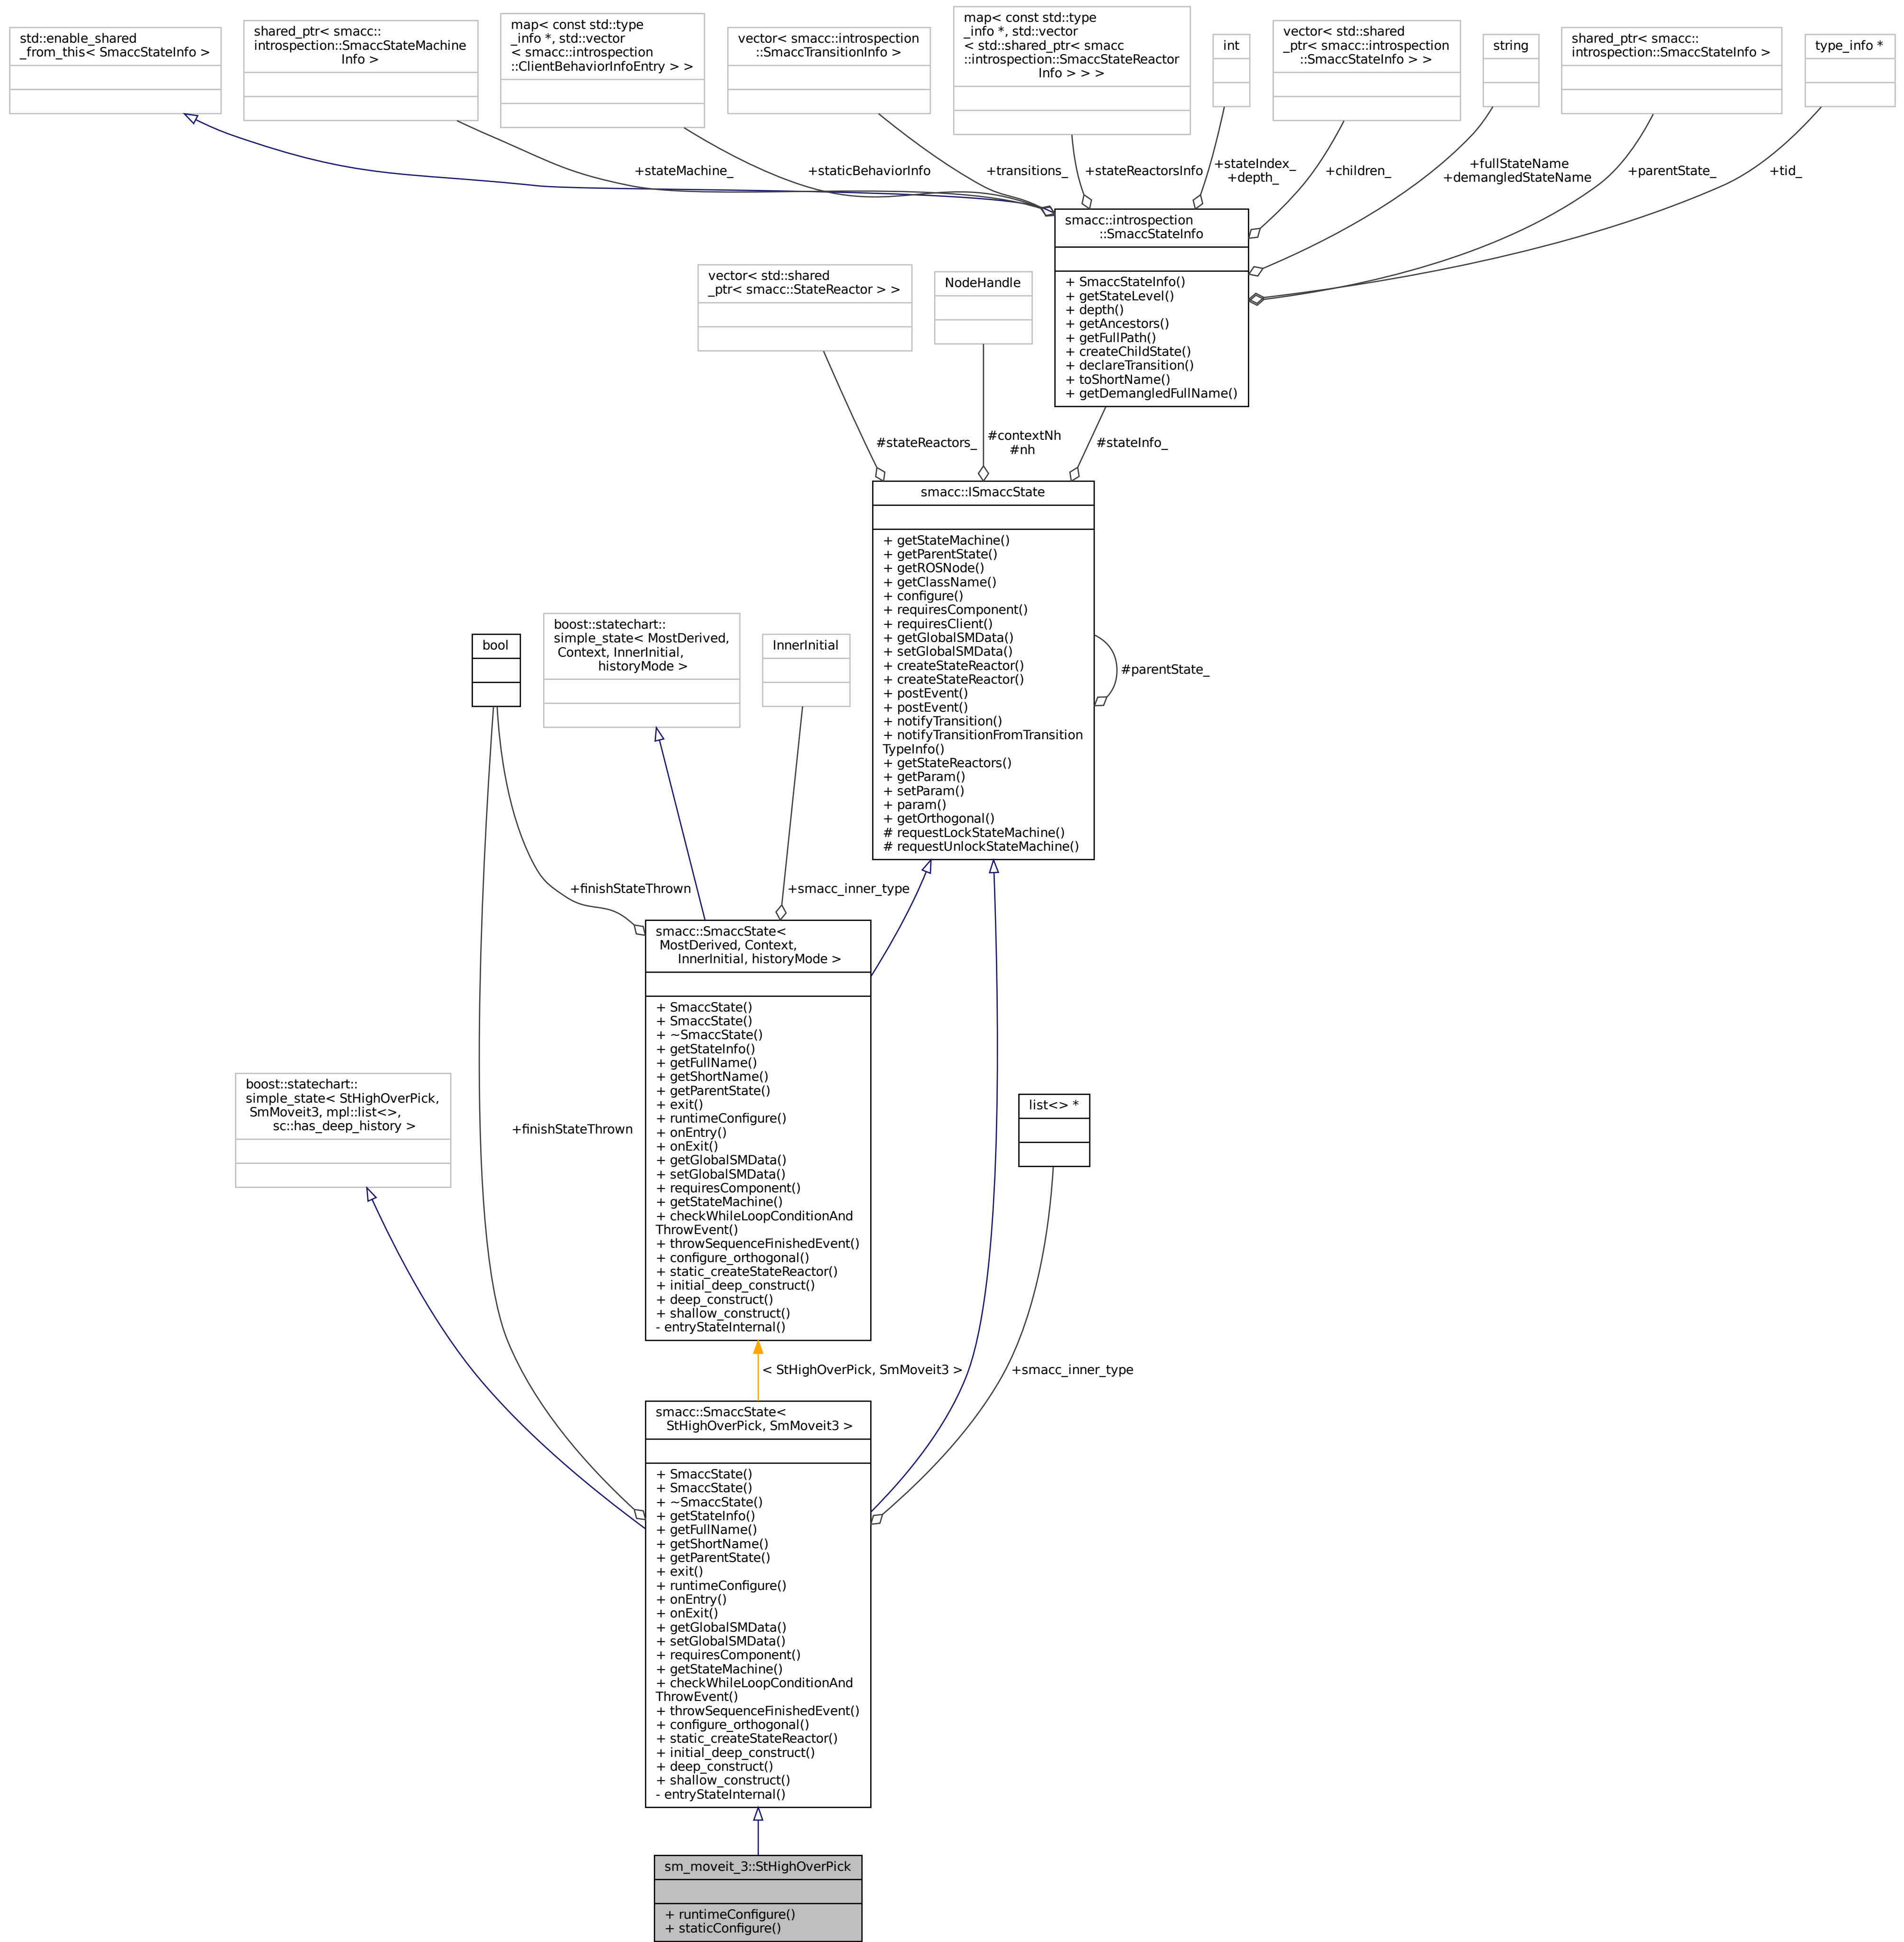 std::enable_shared
_from_this< SmaccStateInfo >
shared_ptr< smacc::
introspection::SmaccStateMachine
Info >
map< const std::type
_info *, std::vector
< smacc::introspection
::ClientBehaviorInfoEntry > >
vector< smacc::introspection
::SmaccTransitionInfo >
map< const std::type
_info *, std::vector
< std::shared_ptr< smacc
::introspection::SmaccStateReactor
Info > > >
int
vector< std::shared
_ptr< smacc::introspection
::SmaccStateInfo > >
string
shared_ptr< smacc::
introspection::SmaccStateInfo >
type_info *
+stateMachine_
+staticBehaviorInfo
+transitions_
+stateReactorsInfo
+stateIndex_
+depth_
+children_
+fullStateName
+demangledStateName
+parentState_
+tid_
smacc::introspection
::SmaccStateInfo
+ SmaccStateInfo()
+ getStateLevel()
+ depth()
+ getAncestors()
+ getFullPath()
+ createChildState()
+ declareTransition()
+ toShortName()
+ getDemangledFullName()
vector< std::shared
_ptr< smacc::StateReactor > >
NodeHandle
#stateReactors_
#contextNh
#nh
#stateInfo_
smacc::ISmaccState
+ getStateMachine()
+ getParentState()
+ getROSNode()
+ getClassName()
+ configure()
+ requiresComponent()
+ requiresClient()
+ getGlobalSMData()
+ setGlobalSMData()
+ createStateReactor()
+ createStateReactor()
+ postEvent()
+ postEvent()
+ notifyTransition()
+ notifyTransitionFromTransition
TypeInfo()
+ getStateReactors()
+ getParam()
+ setParam()
+ param()
+ getOrthogonal()
# requestLockStateMachine()
# requestUnlockStateMachine()
#parentState_
bool
boost::statechart::
simple_state< MostDerived,
Context, InnerInitial,
historyMode >
InnerInitial
+finishStateThrown
+smacc_inner_type
smacc::SmaccState<
MostDerived, Context,
InnerInitial, historyMode >
+ SmaccState()
+ SmaccState()
+ ~SmaccState()
+ getStateInfo()
+ getFullName()
+ getShortName()
+ getParentState()
+ exit()
+ runtimeConfigure()
+ onEntry()
+ onExit()
+ getGlobalSMData()
+ setGlobalSMData()
+ requiresComponent()
+ getStateMachine()
+ checkWhileLoopConditionAnd
ThrowEvent()
+ throwSequenceFinishedEvent()
+ configure_orthogonal()
+ static_createStateReactor()
+ initial_deep_construct()
+ deep_construct()
+ shallow_construct()
- entryStateInternal()
boost::statechart::
simple_state< StHighOverPick,
SmMoveit3, mpl::list<>,
sc::has_deep_history >
+finishStateThrown
list<> *
< StHighOverPick, SmMoveit3 >
+smacc_inner_type
smacc::SmaccState<
StHighOverPick, SmMoveit3 >
+ SmaccState()
+ SmaccState()
+ ~SmaccState()
+ getStateInfo()
+ getFullName()
+ getShortName()
+ getParentState()
+ exit()
+ runtimeConfigure()
+ onEntry()
+ onExit()
+ getGlobalSMData()
+ setGlobalSMData()
+ requiresComponent()
+ getStateMachine()
+ checkWhileLoopConditionAnd
ThrowEvent()
+ throwSequenceFinishedEvent()
+ configure_orthogonal()
+ static_createStateReactor()
+ initial_deep_construct()
+ deep_construct()
+ shallow_construct()
- entryStateInternal()
sm_moveit_3::StHighOverPick
+ runtimeConfigure()
+ staticConfigure()